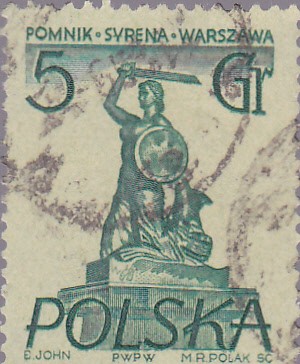 POMNIK • SYRENA • WARSZAWA
5 Gr
POLSKA
E. JOHN PWPW M.R. POLAK SC